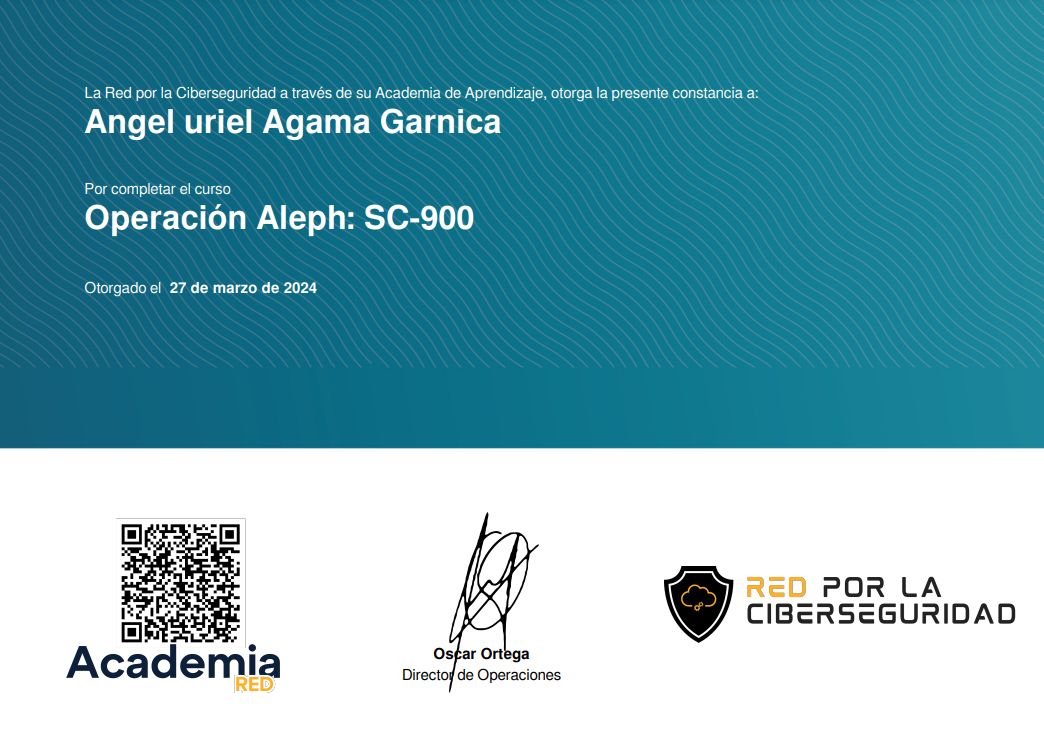 La Red por la Ciberseguridad a través de su Academia de Aprendizaje, otorga la presente constancia a:
Angel uriel Agama Garnica
Por completar el curso
Operación Aleph: SC-900
Otorgado el 27 de marzo de 2024
Academia
RED
Oscar Ortega
Director de Operaciones
RED POR LA
CIBERSEGURIDAD